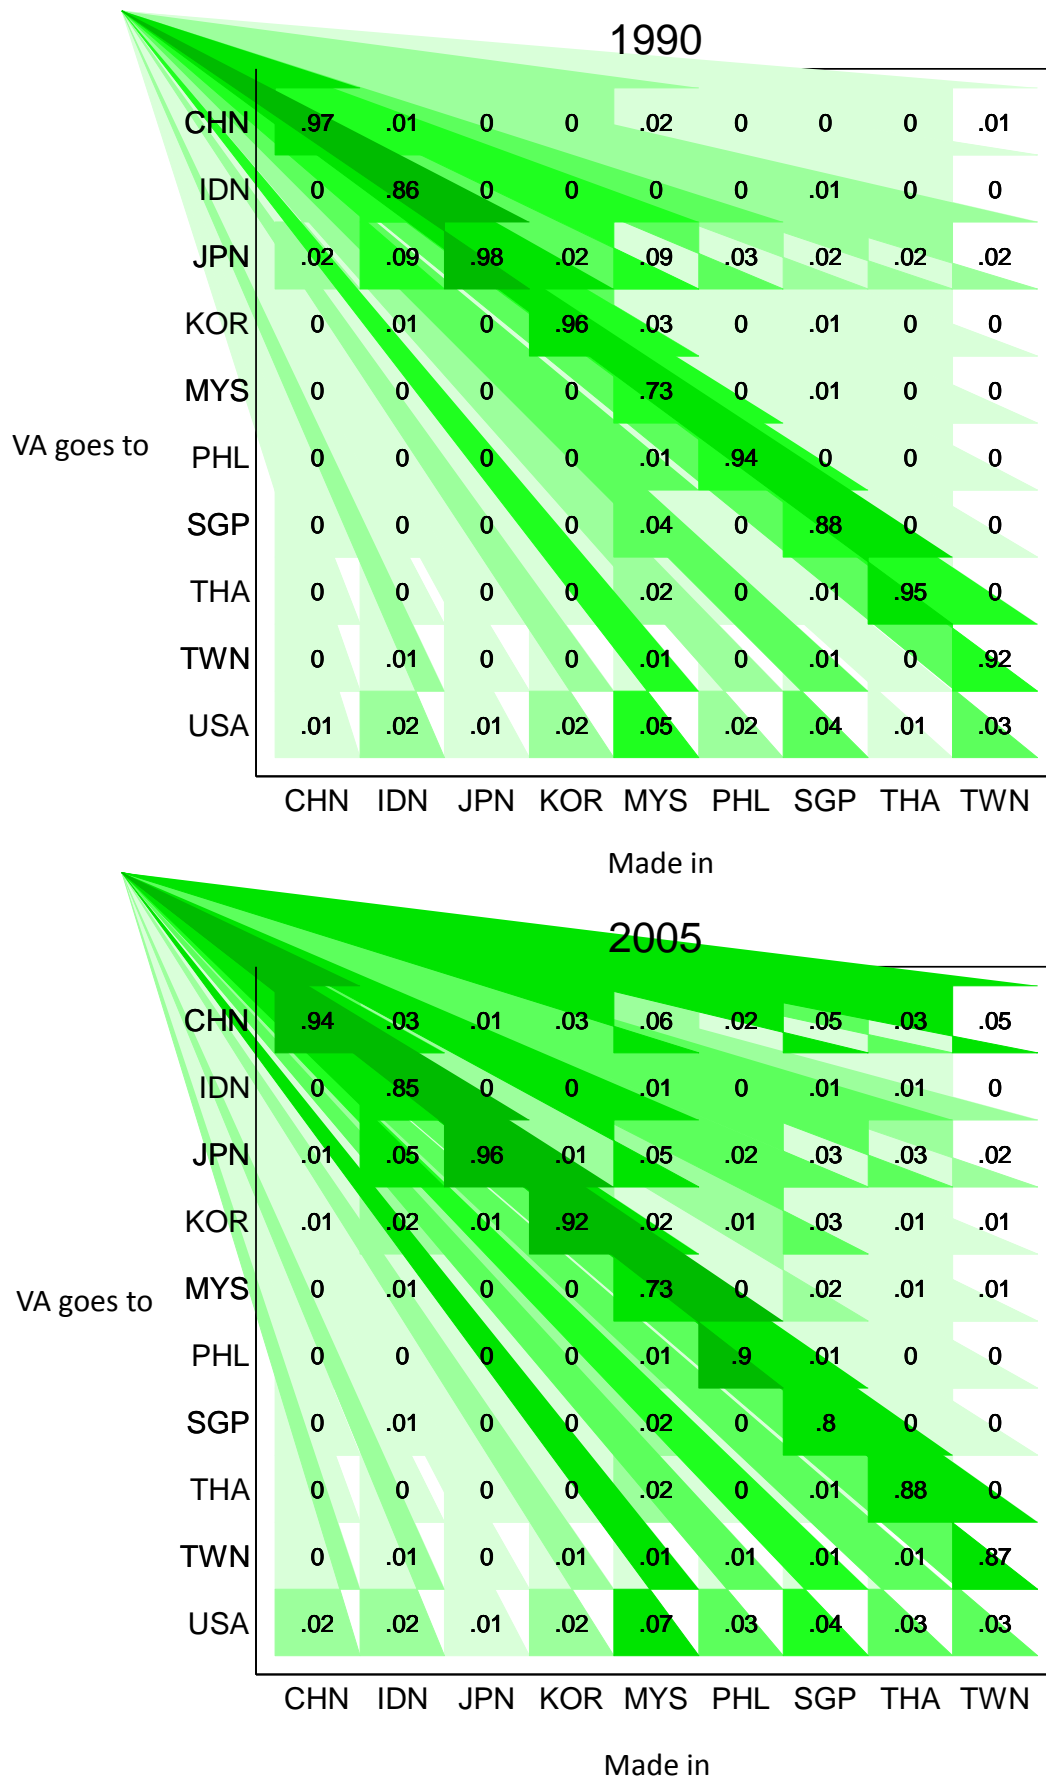 1990
CHN .97 .01 0 0 .02 0 0 0 .01
IDN 0 .86 0 0 0 0 .01 0 0
JPN .02 .09 .98 .02 .09 .03 .02 .02 .02
KOR 0 .01 0 .96 .03 0 .01 0 0
MYS 0 0 0 0 .73 0 .01 0 0
VA goes to
PHL 0 0 0 0 .01 .94 0 0 0
SGP 0 0 0 0 .04 0 .88 0 0
THA 0 0 0 0 .02 0 .01 .95 0
TWN 0 .01 0 0 .01 0 .01 0 .92
USA .01 .02 .01 .02 .05 .02 .04 .01 .03
CHN IDN JPN KOR MYS PHL SGP THA TWN
Made in
2005
CHN .94 .03 .01 .03 .06 .02 .05 .03 .05
IDN 0 .85 0 0 .01 0 .01 .01 0
JPN .01 .05 .96 .01 .05 .02 .03 .03 .02
KOR .01 .02 .01 .92 .02 .01 .03 .01 .01
MYS 0 .01 0 0 .73 0 .02 .01 .01
VA goes to
PHL 0 0 0 0 .01 .9 .01 0 0
SGP 0 .01 0 0 .02 0 .8 0 0
THA 0 0 0 0 .02 0 .01 .88 0
TWN 0 .01 0 .01 .01 .01 .01 .01 .87
USA .02 .02 .01 .02 .07 .03 .04 .03 .03
CHN IDN JPN KOR MYS PHL SGP THA TWN
Made in